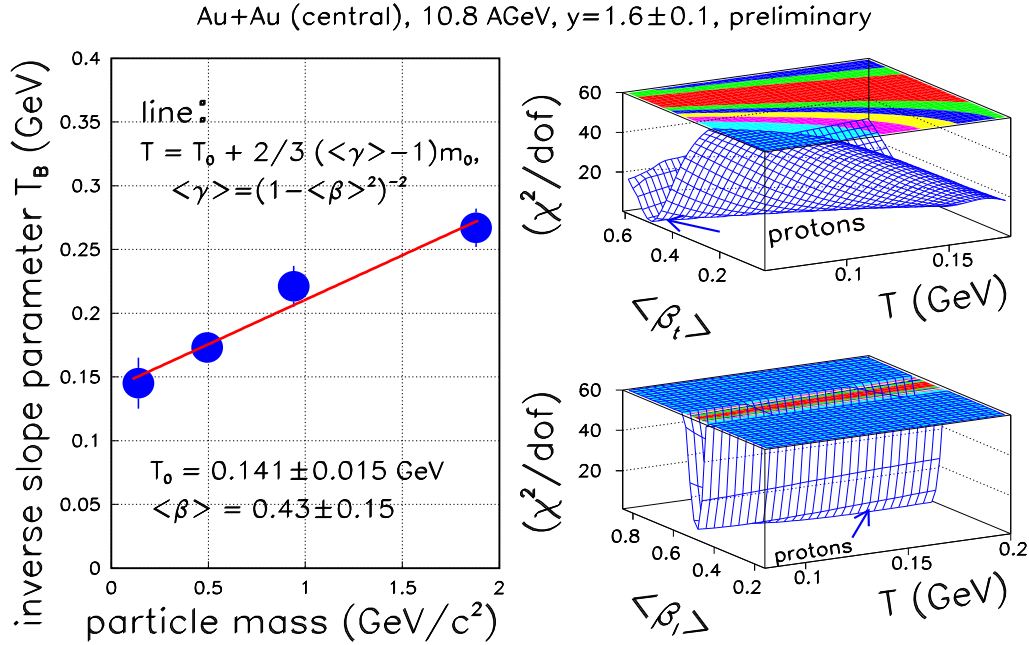 Au+Au (central), 10.8 AGeV, y=1.6±0.1, preliminary
inverse slope parameter T_B (GeV)
0.4
0.35
0.3
0.25
0.2
0.15
0.1
0.05
0
line:
T = T₀ + 2/3 (<γ>−1)m₀,
<γ>=(1−<β>²)⁻²
T₀ = 0.141±0.015 GeV
<β> = 0.43±0.15
0 0.5 1 1.5 2
particle mass (GeV/c²)
(χ²/dof)
60
40
20
protons
0.6 0.4 0.2
0.1 0.15
<β_t>
T (GeV)
(χ²/dof)
60
40
20
protons
0.8 0.6 0.4 0.2
0.1 0.15 0.2
<β_l>
T (GeV)